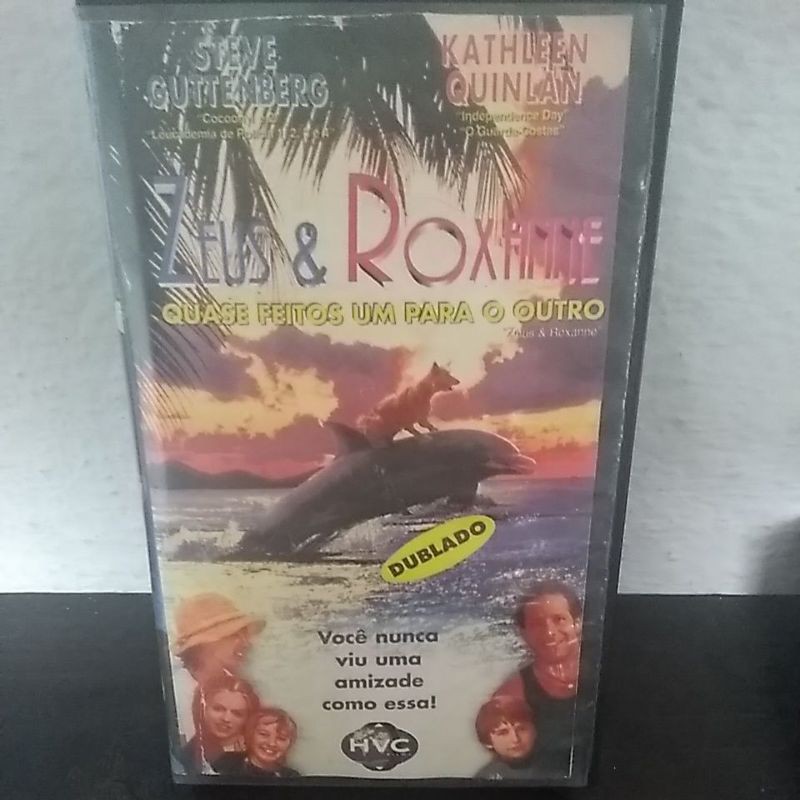 STEVE
GUTTENBERG
KATHLEEN
QUINLAN
"Cocoon
Loucademia de Polícia 1, 2, 3 e 4"
"Independence Day"
"O Guarda-Costas"
ZEUS & ROXANNE
QUASE FEITOS UM PARA O OUTRO
"Zeus & Roxanne"
DUBLADO
Você nunca
viu uma
amizade
como essa!
HVC